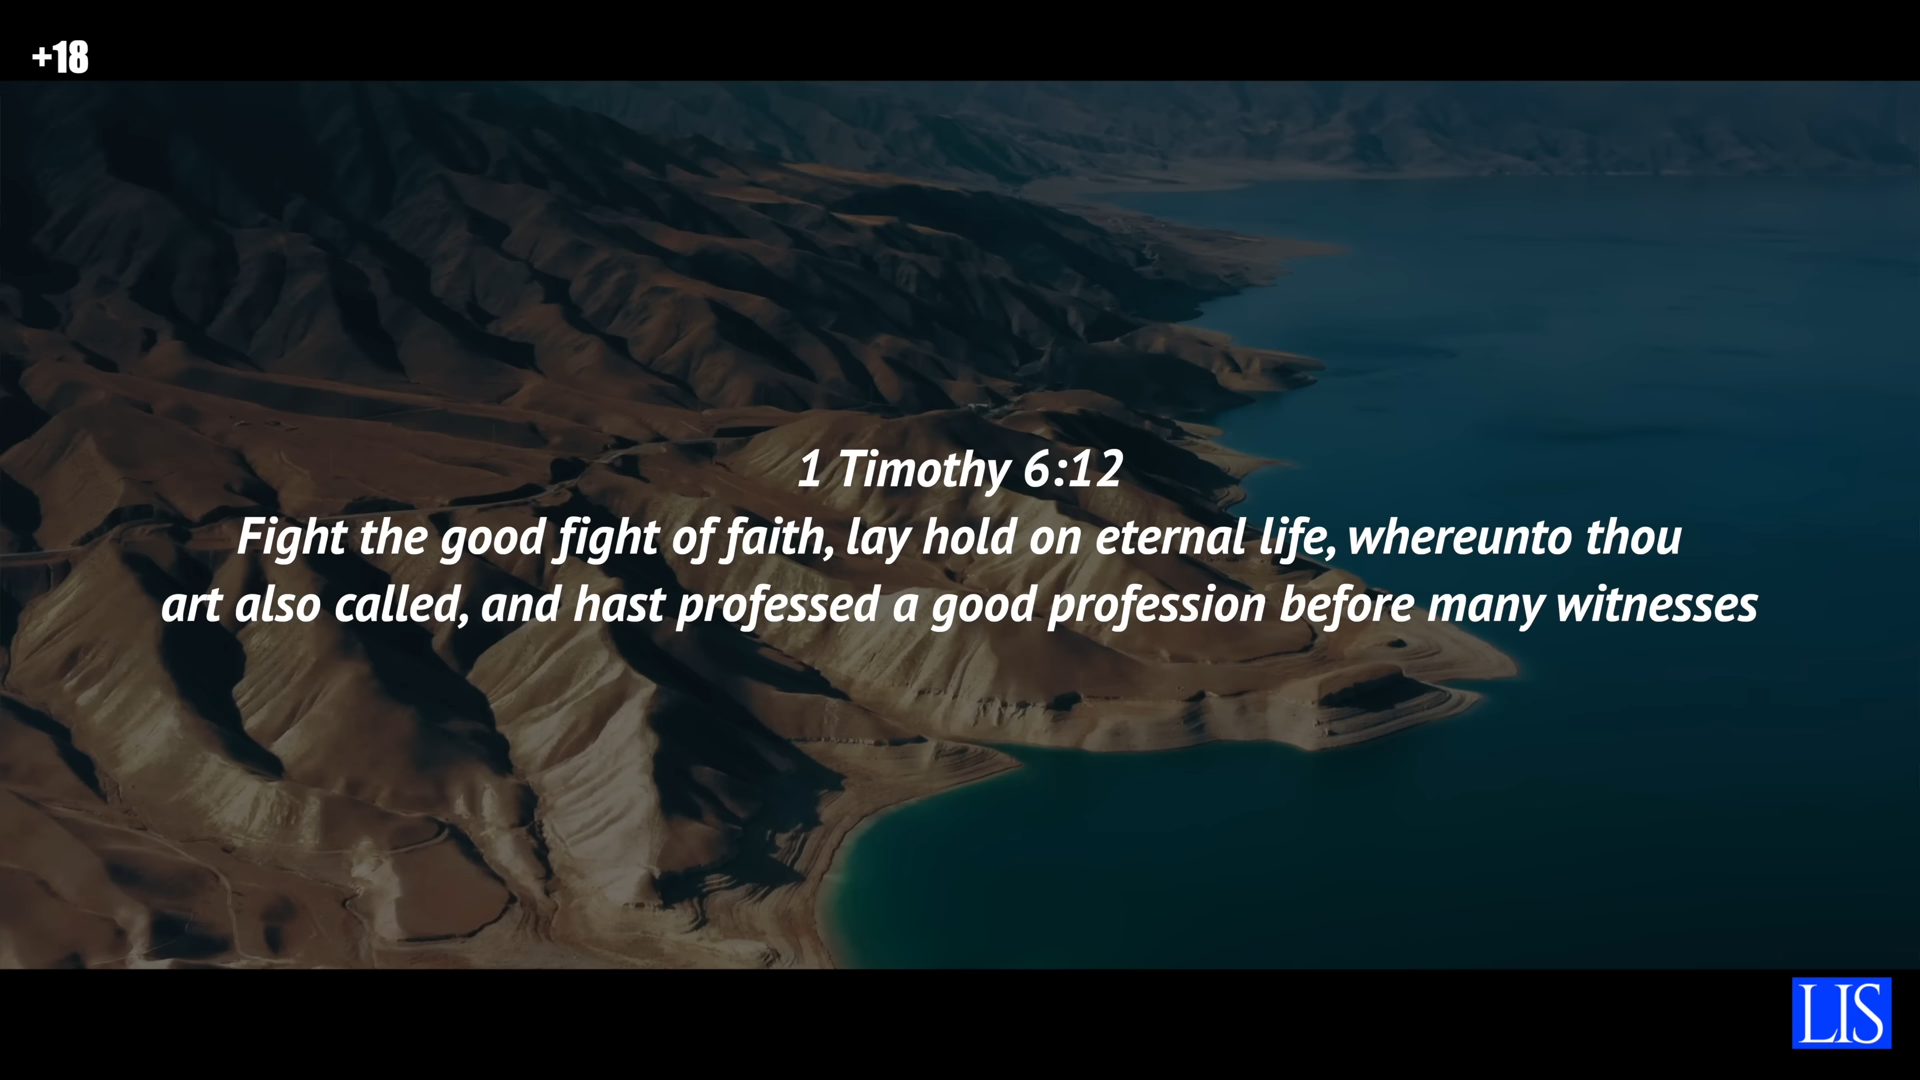 +18
1 Timothy 6:12
Fight the good fight of faith, lay hold on eternal life, whereunto thou
art also called, and hast professed a good profession before many witnesses
LIS